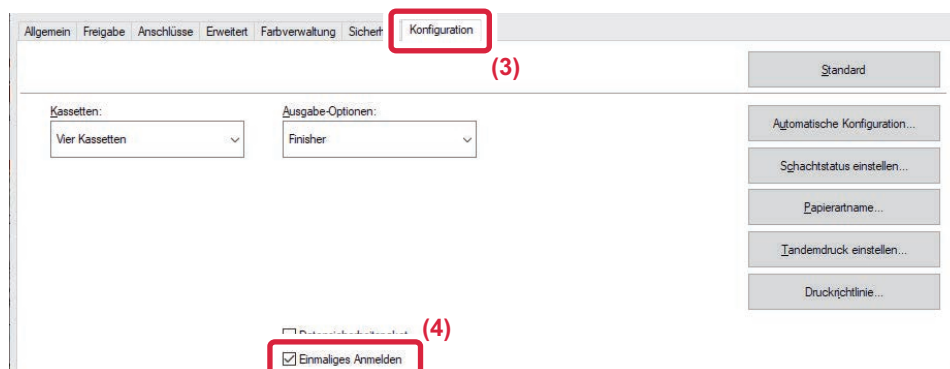 Allgemein Freigabe Anschlüsse Erweitert Farbverwaltung Konfiguration
(3)
Standard
Kassetten:
Ausgabe-Optionen:
Vier Kassetten
Finisher
Automatische Konfiguration...
Schachtstatus einstellen...
Papierartname...
Tandemdruck einstellen...
Druckrichtlinie...
(4)
Einmaliges Anmelden